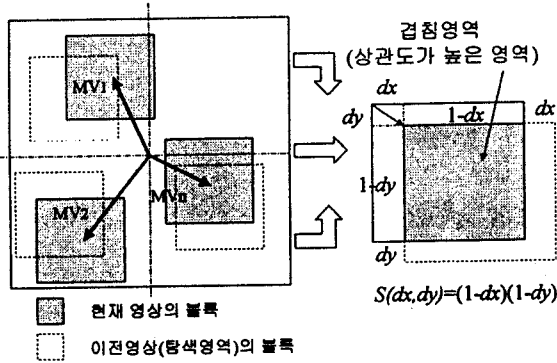 MV1
MV2
MVn
겹침영역
(상관도가 높은 영역)
dx
dy
1-dx
dx
1-dy
dy
S(dx,dy)=(1-dx)(1-dy)
현재 영상의 블록
이전영상(탐색영역)의 블록